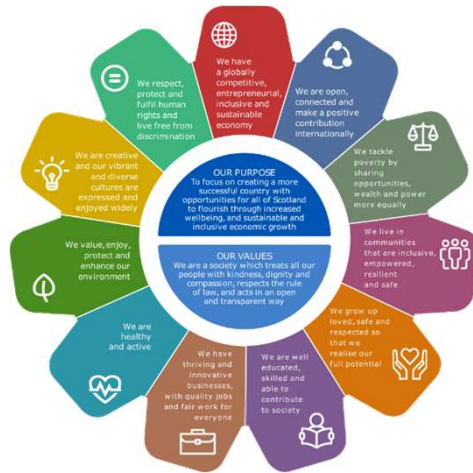 We have
a globally
competitive,
entrepreneurial,
inclusive and
sustainable
economy
We are open,
connected and
make a positive
contribution
internationally
We tackle
poverty by
sharing
opportunities,
wealth and power
more equally
We live in
communities
that are inclusive,
empowered,
resilient
and safe
We grow up
loved, safe and
respected so that
we realise our
full potential
We are well
educated,
skilled and
able to
contribute
to society
We have
thriving and
innovative
businesses,
with quality jobs
and fair work for
everyone
We are
healthy
and active
We value, enjoy,
protect and
enhance our
environment
We are creative
and our vibrant
and diverse
cultures are
expressed and
enjoyed widely
We respect,
protect and
fulfil human
rights and
live free from
discrimination
OUR PURPOSE
To focus on creating a more
successful country with
opportunities for all of Scotland
to flourish through increased
wellbeing, and sustainable and
inclusive economic growth
OUR VALUES
We are a society which treats all our
people with kindness, dignity and
compassion, respects the rule
of law, and acts in an open
and transparent way